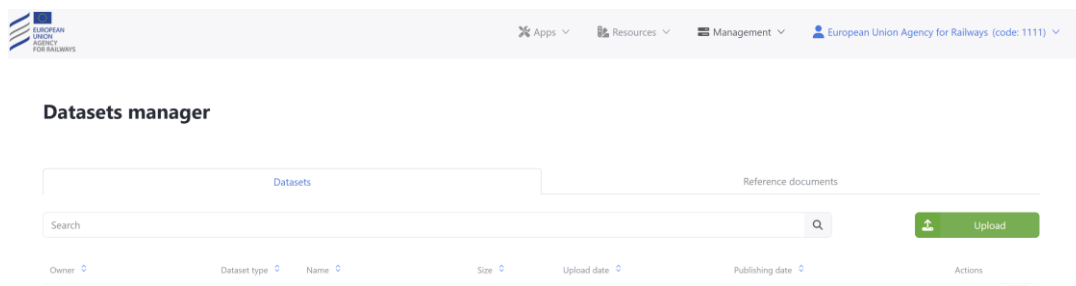 EUROPEAN
UNION
AGENCY
FOR RAILWAYS
Apps Resources Management European Union Agency for Railways (code: 1111)
Datasets manager
Datasets Reference documents
Search Upload
Owner Dataset type Name Size Upload date Publishing date Actions